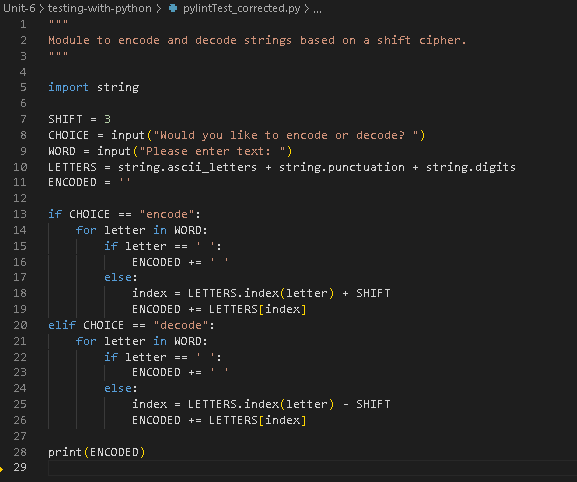 Unit-6 > testing-with-python > pylintTest_corrected.py > ...
1 """
2 Module to encode and decode strings based on a shift cipher.
3 """
4
5 import string
6
7 SHIFT = 3
8 CHOICE = input("Would you like to encode or decode? ")
9 WORD = input("Please enter text: ")
10 LETTERS = string.ascii_letters + string.punctuation + string.digits
11 ENCODED = ''
12
13 if CHOICE == "encode":
14     for letter in WORD:
15         if letter == ' ':
16             ENCODED += ' '
17         else:
18             index = LETTERS.index(letter) + SHIFT
19             ENCODED += LETTERS[index]
20 elif CHOICE == "decode":
21     for letter in WORD:
22         if letter == ' ':
23             ENCODED += ' '
24         else:
25             index = LETTERS.index(letter) - SHIFT
26             ENCODED += LETTERS[index]
27
28 print(ENCODED)
29